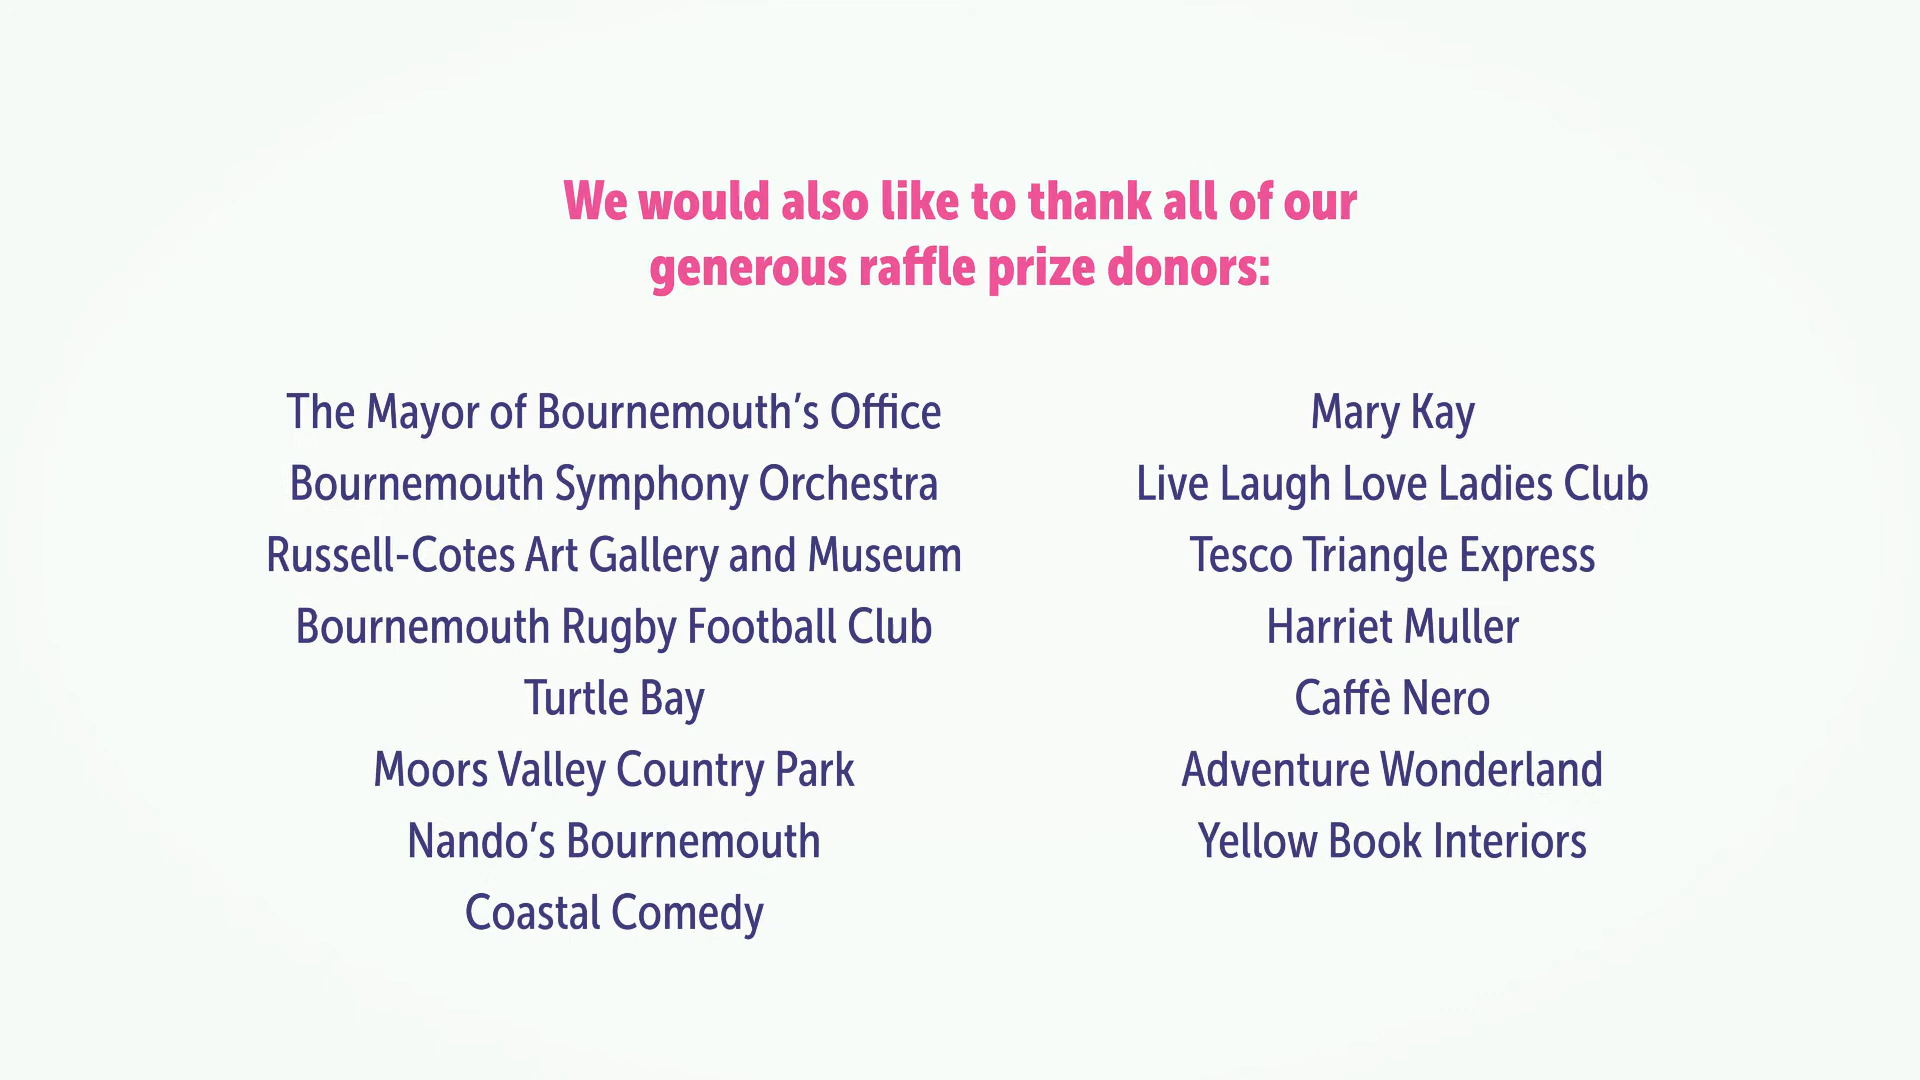 We would also like to thank all of our
generous raffle prize donors:
The Mayor of Bournemouth’s Office
Bournemouth Symphony Orchestra
Russell-Cotes Art Gallery and Museum
Bournemouth Rugby Football Club
Turtle Bay
Moors Valley Country Park
Nando’s Bournemouth
Coastal Comedy
Mary Kay
Live Laugh Love Ladies Club
Tesco Triangle Express
Harriet Muller
Caffè Nero
Adventure Wonderland
Yellow Book Interiors